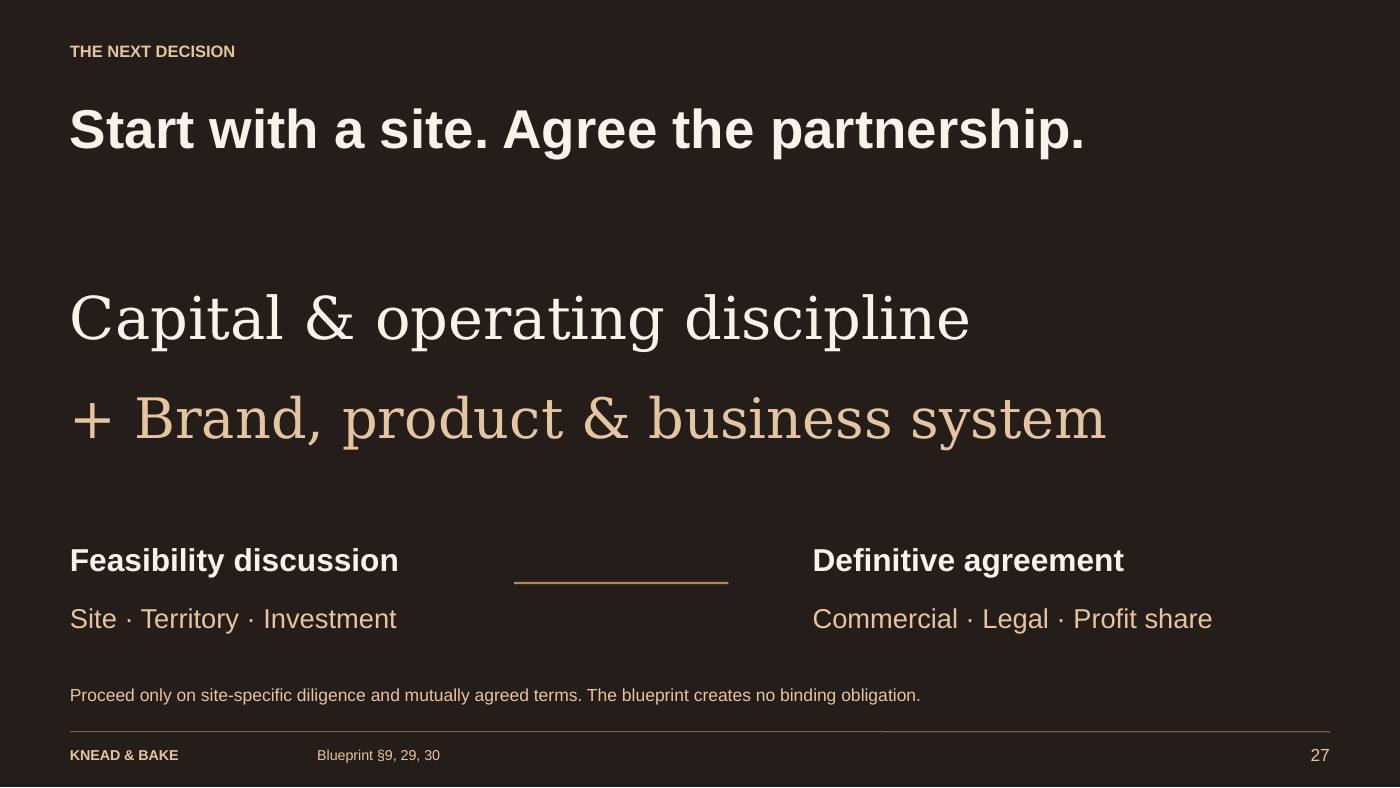 THE NEXT DECISION
Start with a site. Agree the partnership.
Capital & operating discipline
+ Brand, product & business system
Feasibility discussion
Site · Territory · Investment
Definitive agreement
Commercial · Legal · Profit share
Proceed only on site-specific diligence and mutually agreed terms. The blueprint creates no binding obligation.
KNEAD & BAKE
Blueprint §9, 29, 30
27